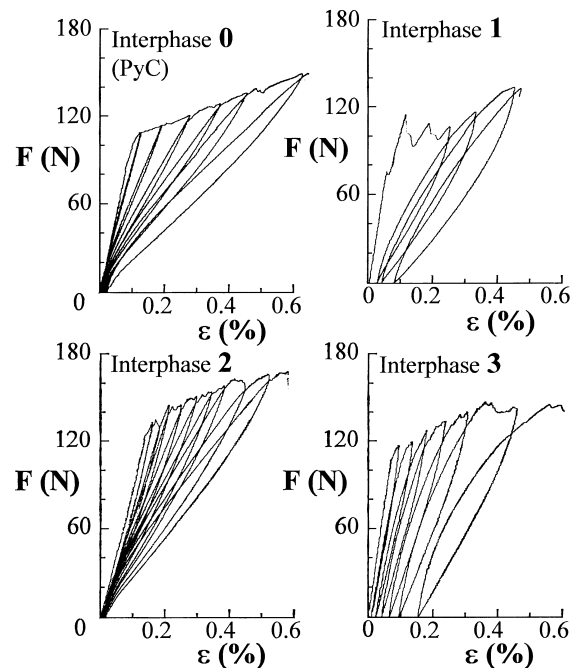 180
Interphase 0
(PyC)
120
F (N)
60
0
0.2
0.4
0.6
ε (%)
180
Interphase 1
120
F (N)
60
0
0
0.2
0.4
0.6
ε (%)
180
Interphase 2
120
F (N)
60
0
0.2
0.4
0.6
ε (%)
180
Interphase 3
120
F (N)
60
0
0
0.2
0.4
0.6
ε (%)